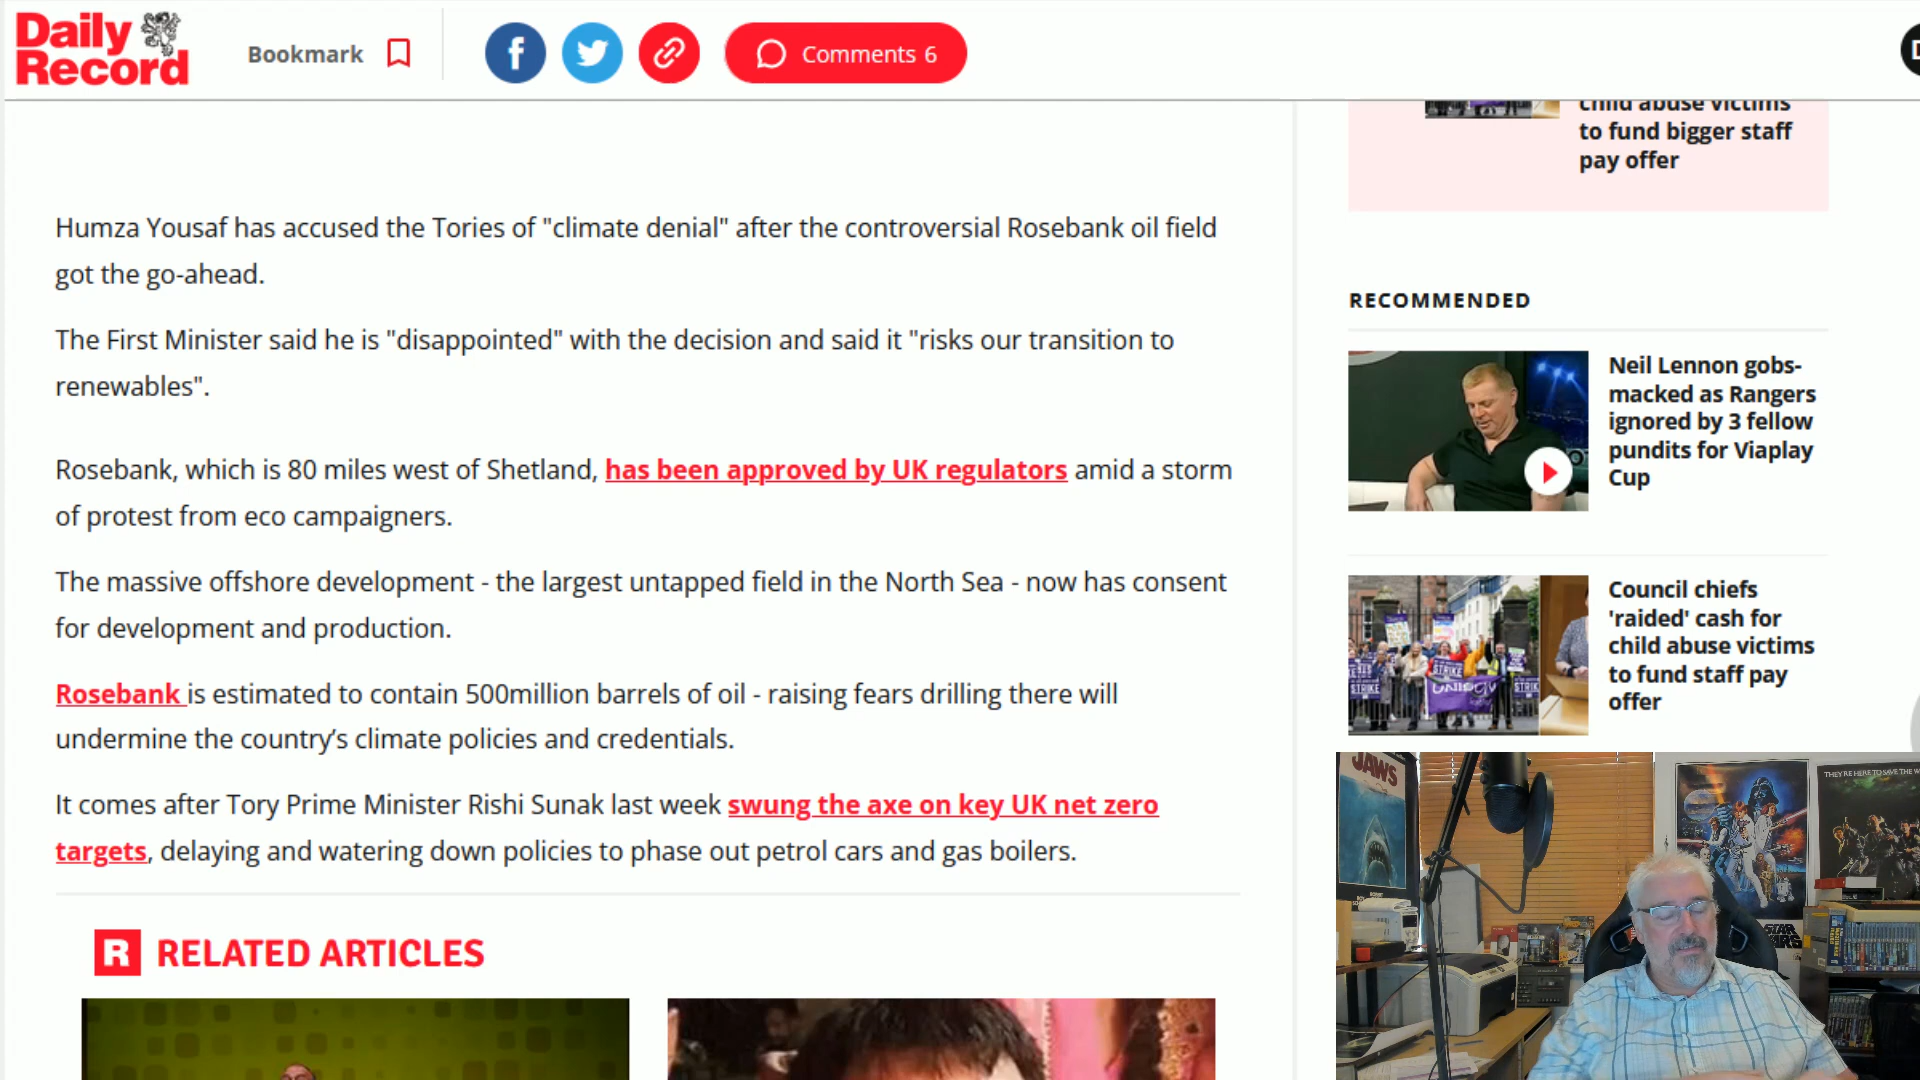 Daily
Record
Bookmark
Comments 6
child abuse victims
to fund bigger staff
pay offer
Humza Yousaf has accused the Tories of "climate denial" after the controversial Rosebank oil field
got the go-ahead.
The First Minister said he is "disappointed" with the decision and said it "risks our transition to
renewables".
Rosebank, which is 80 miles west of Shetland, has been approved by UK regulators amid a storm
of protest from eco campaigners.
The massive offshore development - the largest untapped field in the North Sea - now has consent
for development and production.
Rosebank is estimated to contain 500million barrels of oil - raising fears drilling there will
undermine the country’s climate policies and credentials.
It comes after Tory Prime Minister Rishi Sunak last week swung the axe on key UK net zero
targets, delaying and watering down policies to phase out petrol cars and gas boilers.
R RELATED ARTICLES
RECOMMENDED
Neil Lennon gobs-
macked as Rangers
ignored by 3 fellow
pundits for Viaplay
Cup
Council chiefs
'raided' cash for
child abuse victims
to fund staff pay
offer
STRIKE
STRIKE
JAWS
THEY'RE HERE TO SAVE THE
STAR
WARS